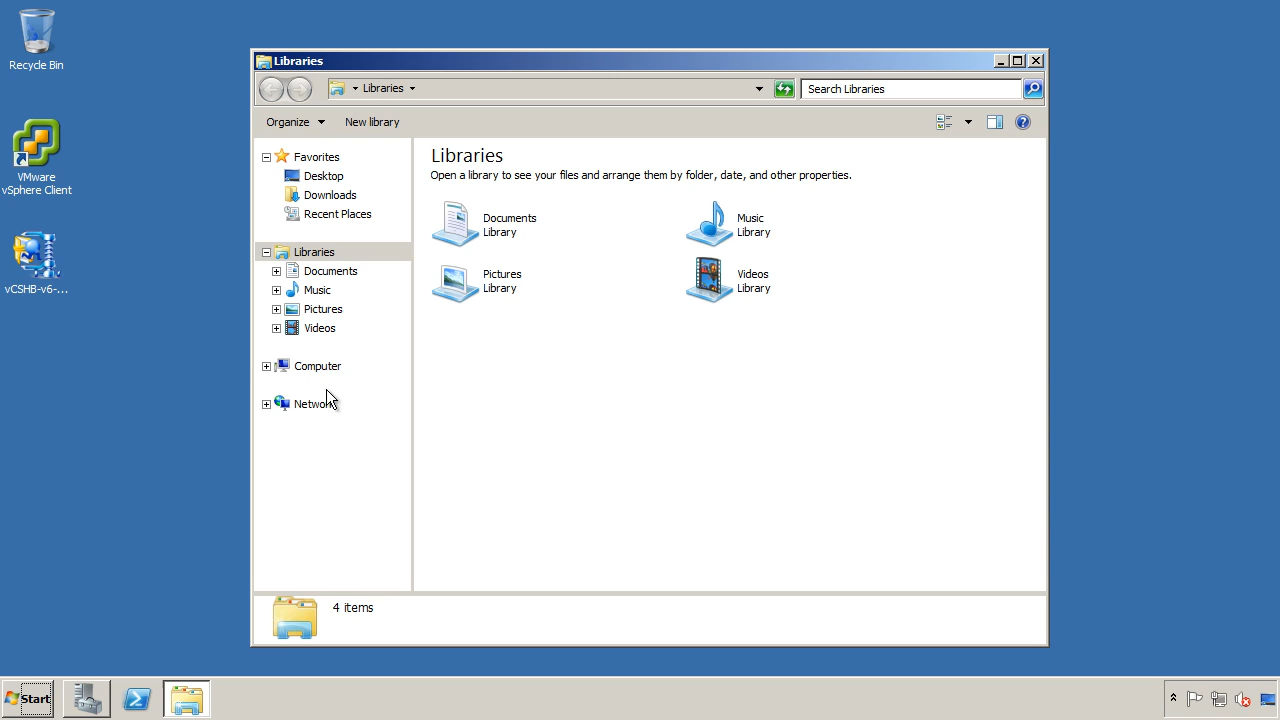 Recycle Bin
VMware
vSphere Client
vCSHB-v6-...
Libraries
Libraries
Search Libraries
Organize
New library
Favorites
Desktop
Downloads
Recent Places
Libraries
Documents
Music
Pictures
Videos
Computer
Network
Libraries
Open a library to see your files and arrange them by folder, date, and other properties.
Documents
Library
Music
Library
Pictures
Library
Videos
Library
4 items
Start